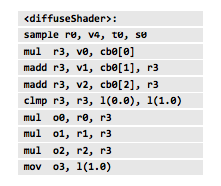 <diffuseShader>:
sample r0, v4, t0, s0
mul r3, v0, cb0[0]
madd r3, v1, cb0[1], r3
madd r3, v2, cb0[2], r3
clmp r3, r3, l(0.0), l(1.0)
mul o0, r0, r3
mul o1, r1, r3
mul o2, r2, r3
mov o3, l(1.0)